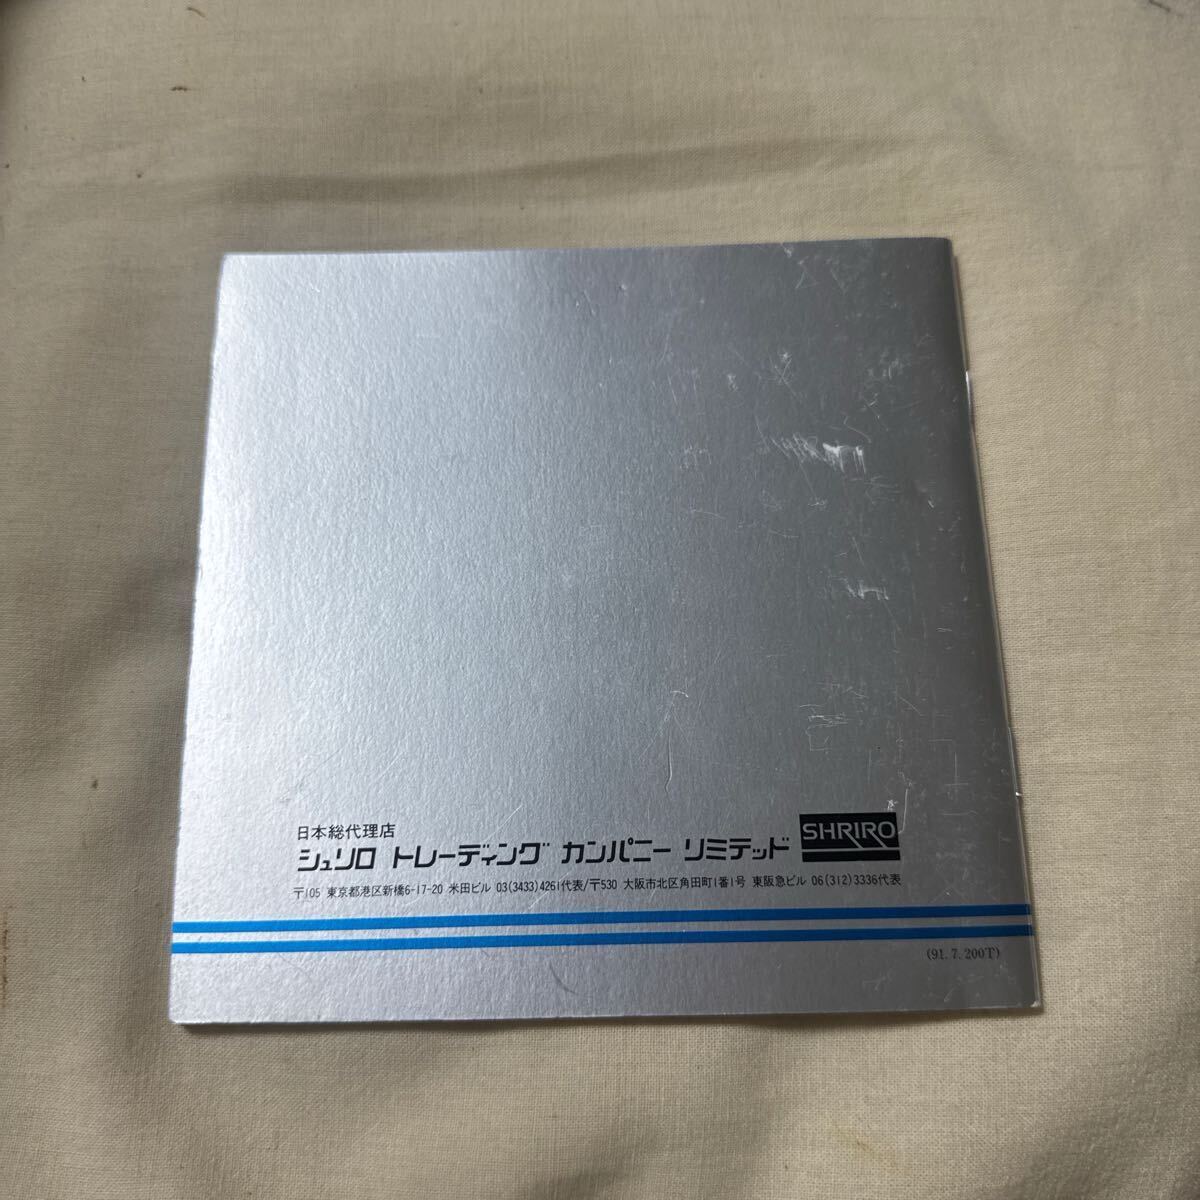 日本総代理店
シュリロ トレーディング カンパニー リミテッド SHRIRO
〒105 東京都港区新橋6-17-20 米田ビル 03(3433)4261代表/〒530 大阪市北区角田町1番1号 東阪急ビル 06(312)3336代表
(91.7.200T)